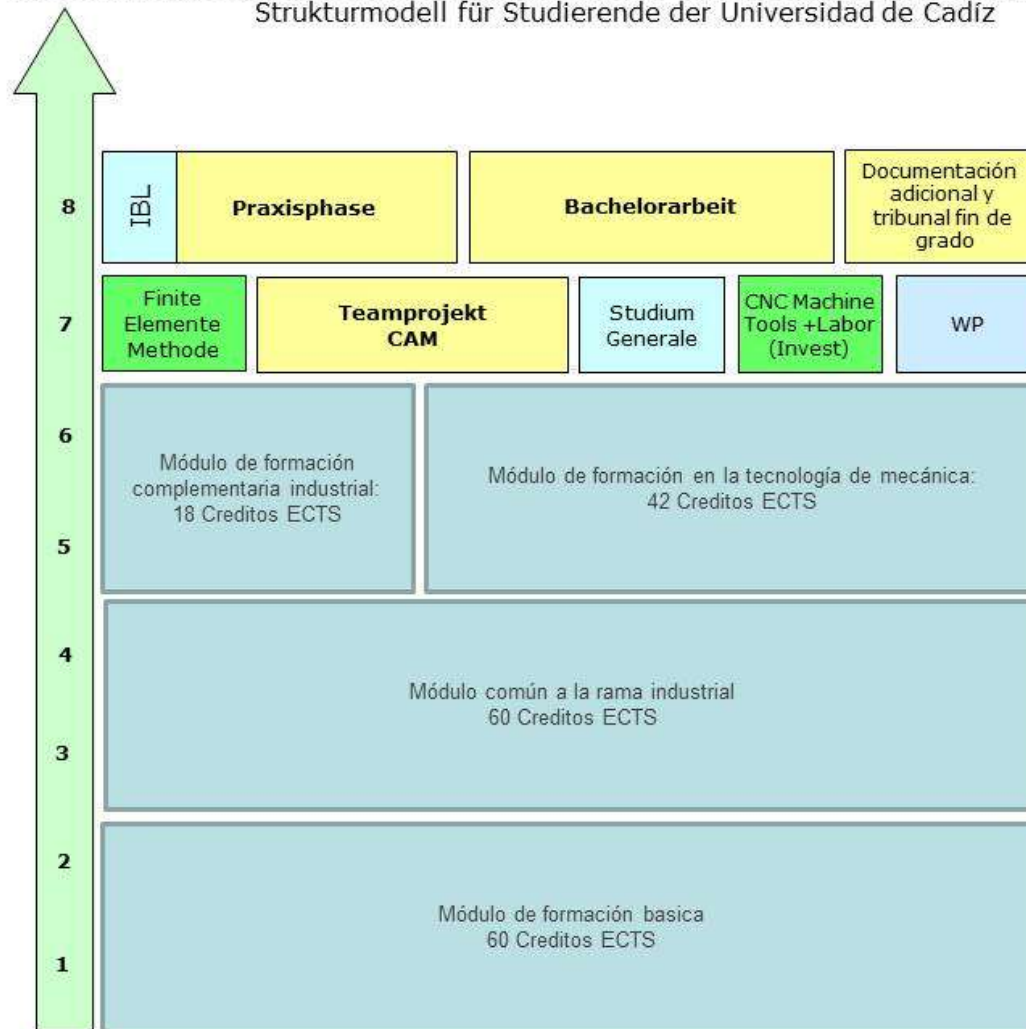 Strukturmodell für Studierende der Universidad de Cadíz
8
IBL
Praxisphase
Bachelorarbeit
Documentación
adicional y
tribunal fin de
grado
7
Finite
Elemente
Methode
Teamprojekt
CAM
Studium
Generale
CNC Machine
Tools +Labor
(Invest)
WP
6
Módulo de formación
complementaria industrial:
18 Creditos ECTS
Módulo de formación en la tecnología de mecánica:
42 Creditos ECTS
5
4
Módulo común a la rama industrial
60 Creditos ECTS
3
2
Módulo de formación basica
60 Creditos ECTS
1